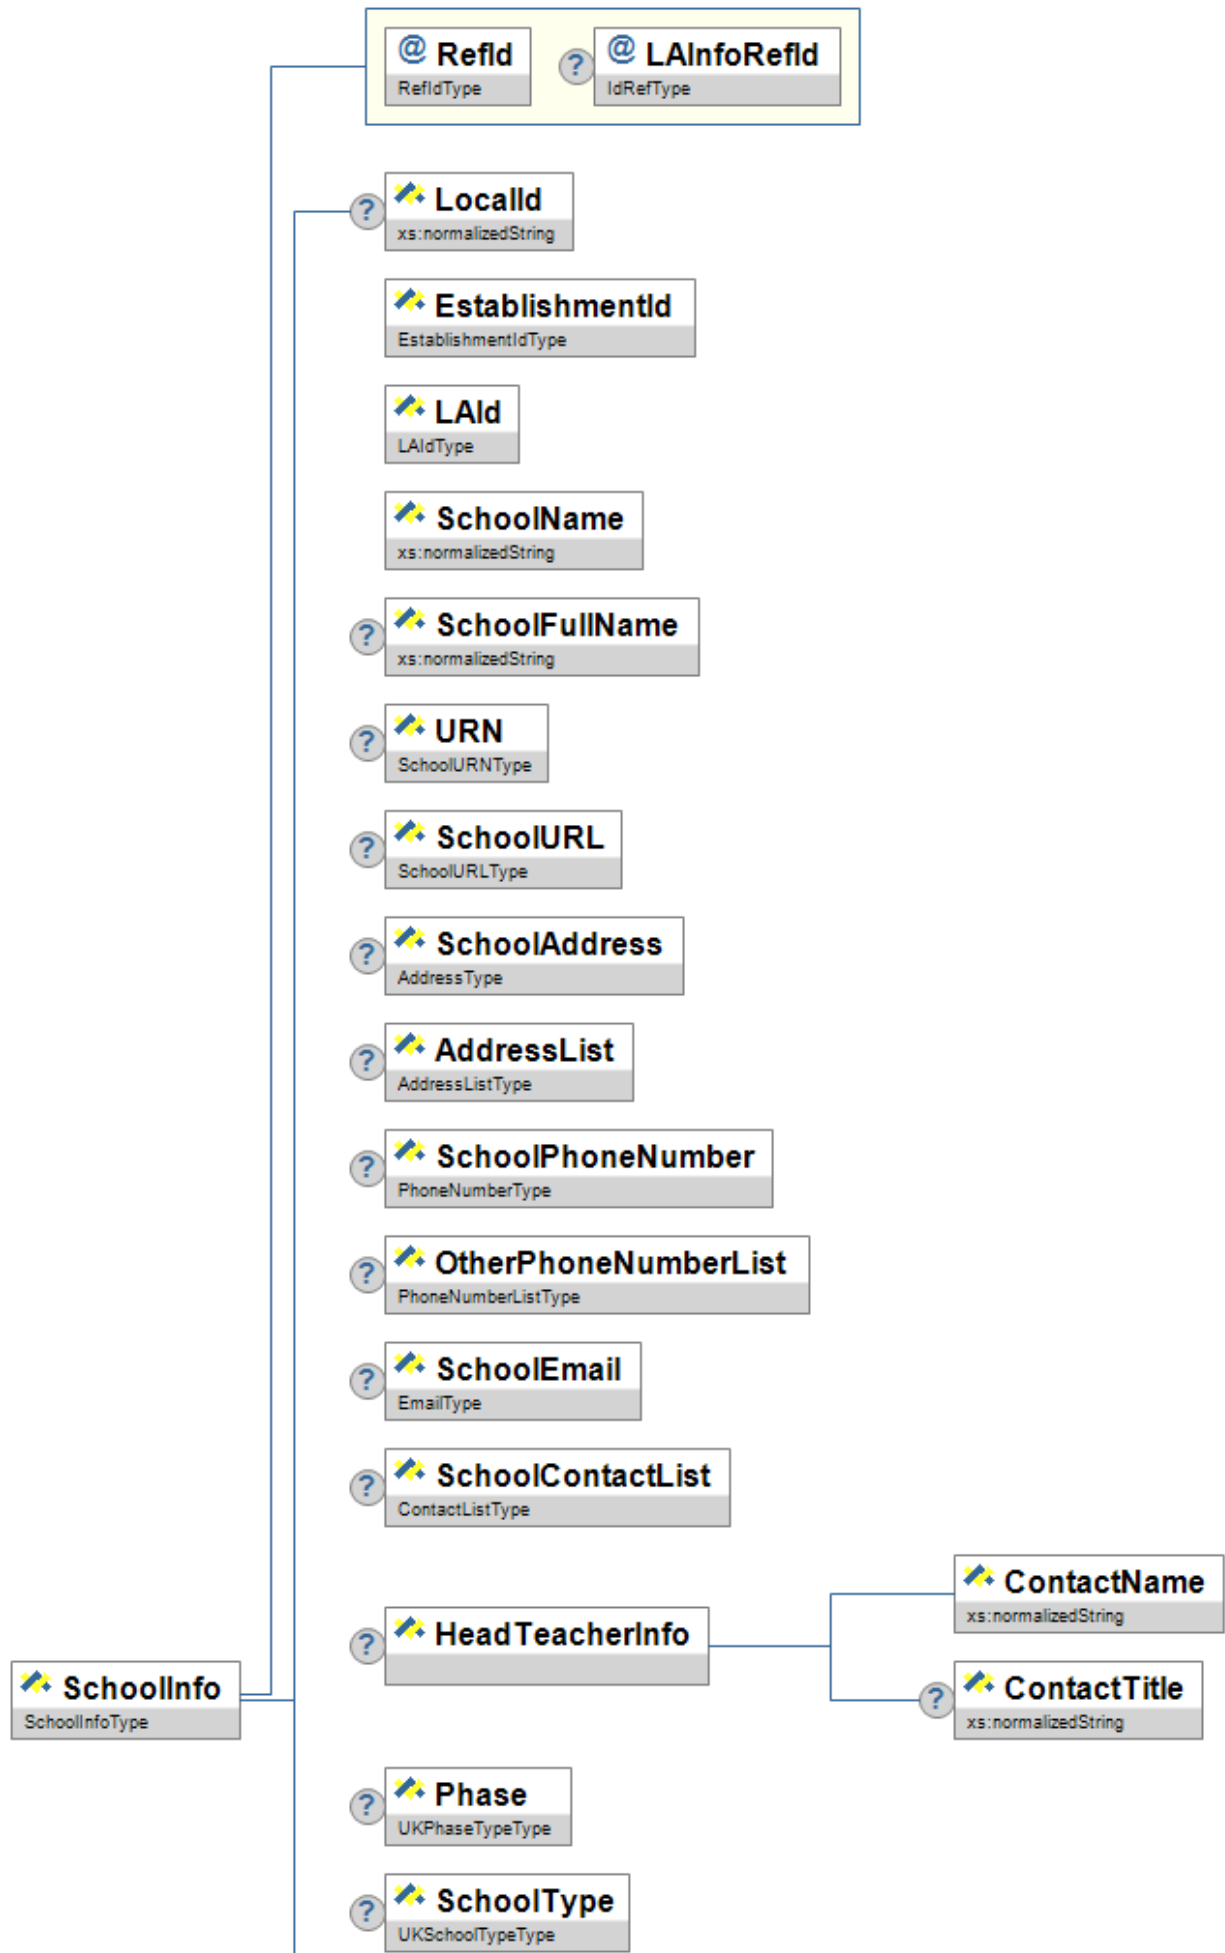 @ RefId
RefIdType
? @ LAInfoRefId
IdRefType
? LocalId
xs:normalizedString
EstablishmentId
EstablishmentIdType
LAId
LAIdType
SchoolName
xs:normalizedString
? SchoolFullName
xs:normalizedString
? URN
SchoolURNType
? SchoolURL
SchoolURLType
? SchoolAddress
AddressType
? AddressList
AddressListType
? SchoolPhoneNumber
PhoneNumberType
? OtherPhoneNumberList
PhoneNumberListType
? SchoolEmail
EmailType
? SchoolContactList
ContactListType
? HeadTeacherInfo
ContactName
xs:normalizedString
? ContactTitle
xs:normalizedString
SchoolInfo
SchoolInfoType
? Phase
UKPhaseTypeType
? SchoolType
UKSchoolTypeType